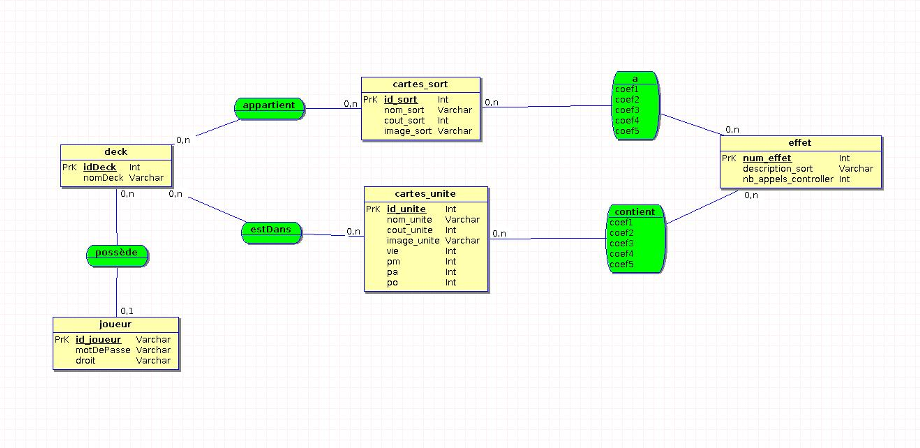 cartes_sort
PrK id_sort Int
nom_sort Varchar
cout_sort Int
image_sort Varchar
0,n
0,n
appartient
0,n
a
coef1
coef2
coef3
coef4
coef5
0,n
effet
PrK num_effet Int
description_sort Varchar
nb_appels_controller Int
0,n
deck
PrK idDeck Int
nomDeck Varchar
0,n
0,n
cartes_unite
PrK id_unite Int
nom_unite Varchar
cout_unite Int
image_unite Varchar
vie Int
pm Int
pa Int
po Int
0,n
0,n
estDans
contient
coef1
coef2
coef3
coef4
coef5
possède
0,1
joueur
PrK id_joueur Varchar
motDePasse Varchar
droit Varchar